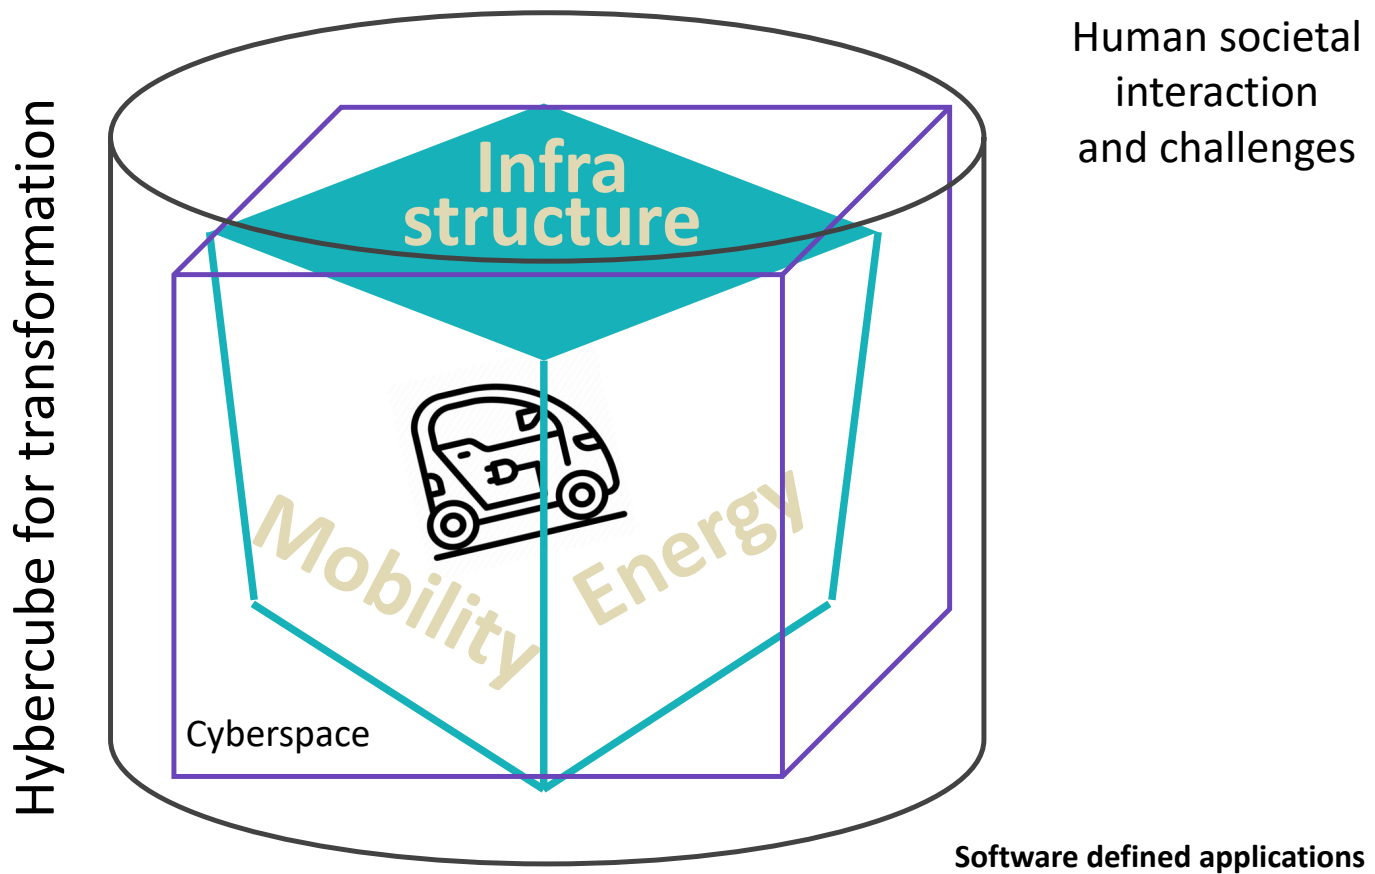 Hybercube for transformation
Human societal
interaction
and challenges
Infra
structure
Mobility
Energy
Cyberspace
Software defined applications